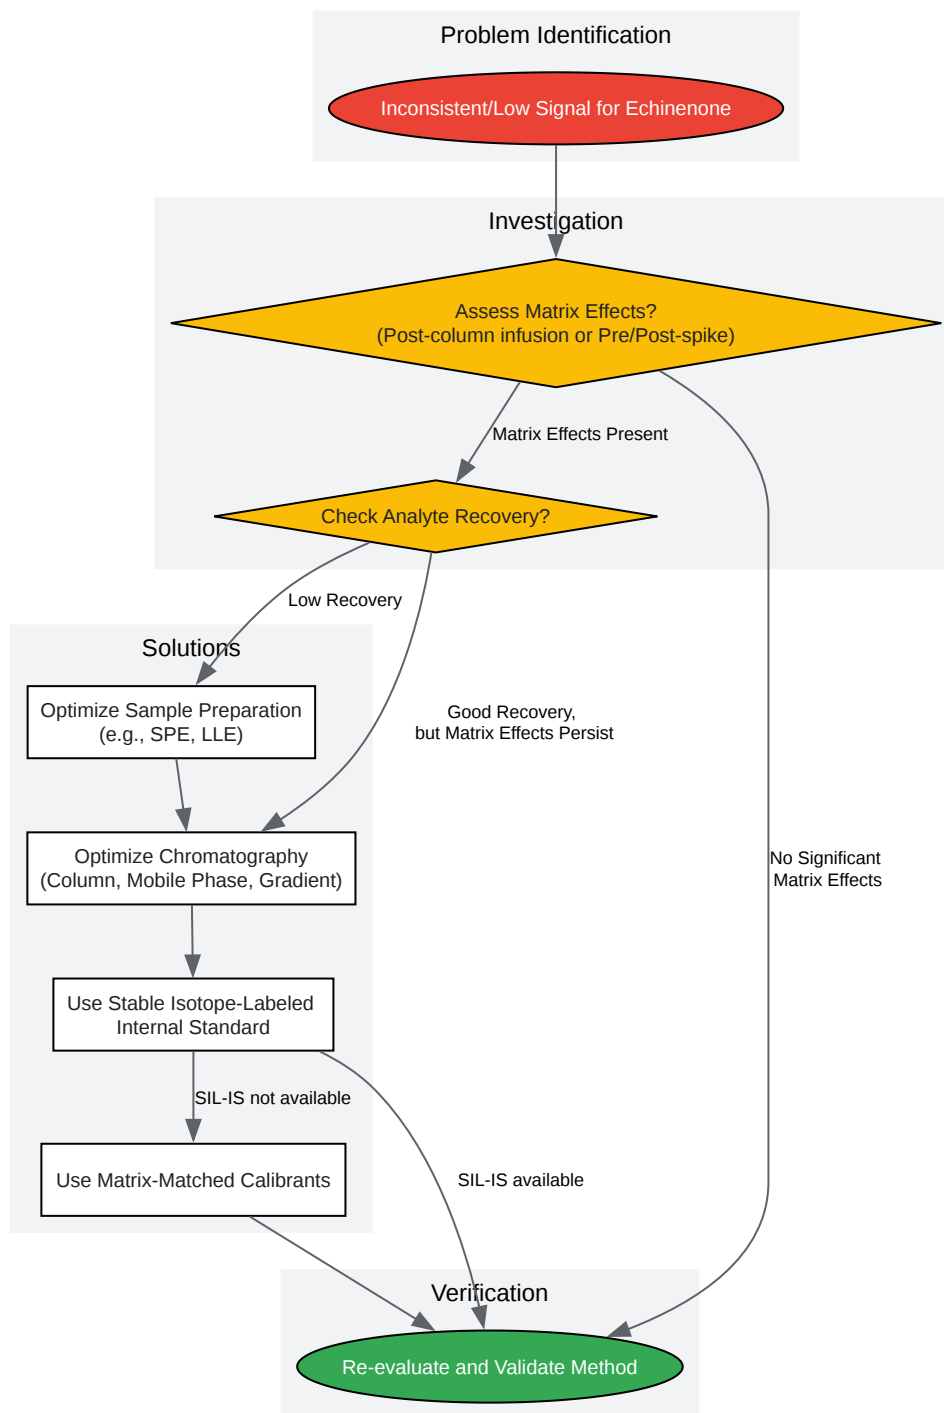 Problem Identification
Inconsistent/Low Signal for Echinenone
Investigation
Assess Matrix Effects?
(Post-column infusion or Pre/Post-spike)
Matrix Effects Present
Check Analyte Recovery?
Low Recovery
Solutions
Optimize Sample Preparation
(e.g., SPE, LLE)
Good Recovery,
but Matrix Effects Persist
Optimize Chromatography
(Column, Mobile Phase, Gradient)
No Significant
Matrix Effects
Use Stable Isotope-Labeled
Internal Standard
SIL-IS not available
Use Matrix-Matched Calibrants
SIL-IS available
Verification
Re-evaluate and Validate Method